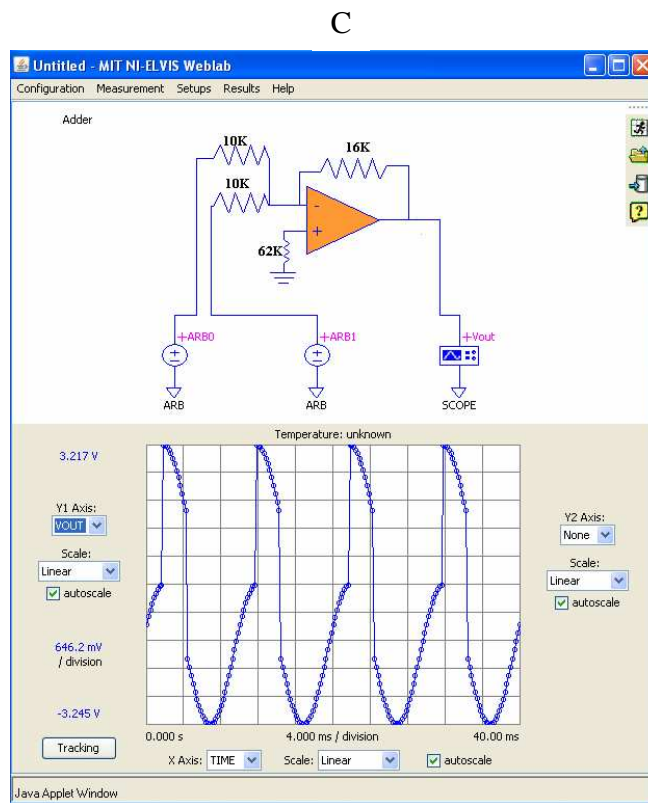 C
Untitled - MIT NI-ELVIS Weblab
Configuration Measurement Setups Results Help
Adder
10K
16K
10K
-
+
62K
+ARB0
+ARB1
+Vout
ARB
ARB
SCOPE
Temperature: unknown
3.217 V
Y1 Axis:
VOUT
Scale:
Linear
autoscale
646.2 mV
/ division
-3.245 V
Tracking
Y2 Axis:
None
Scale:
Linear
autoscale
0.000 s
4.000 ms / division
40.00 ms
X Axis: TIME Scale: Linear autoscale
Java Applet Window